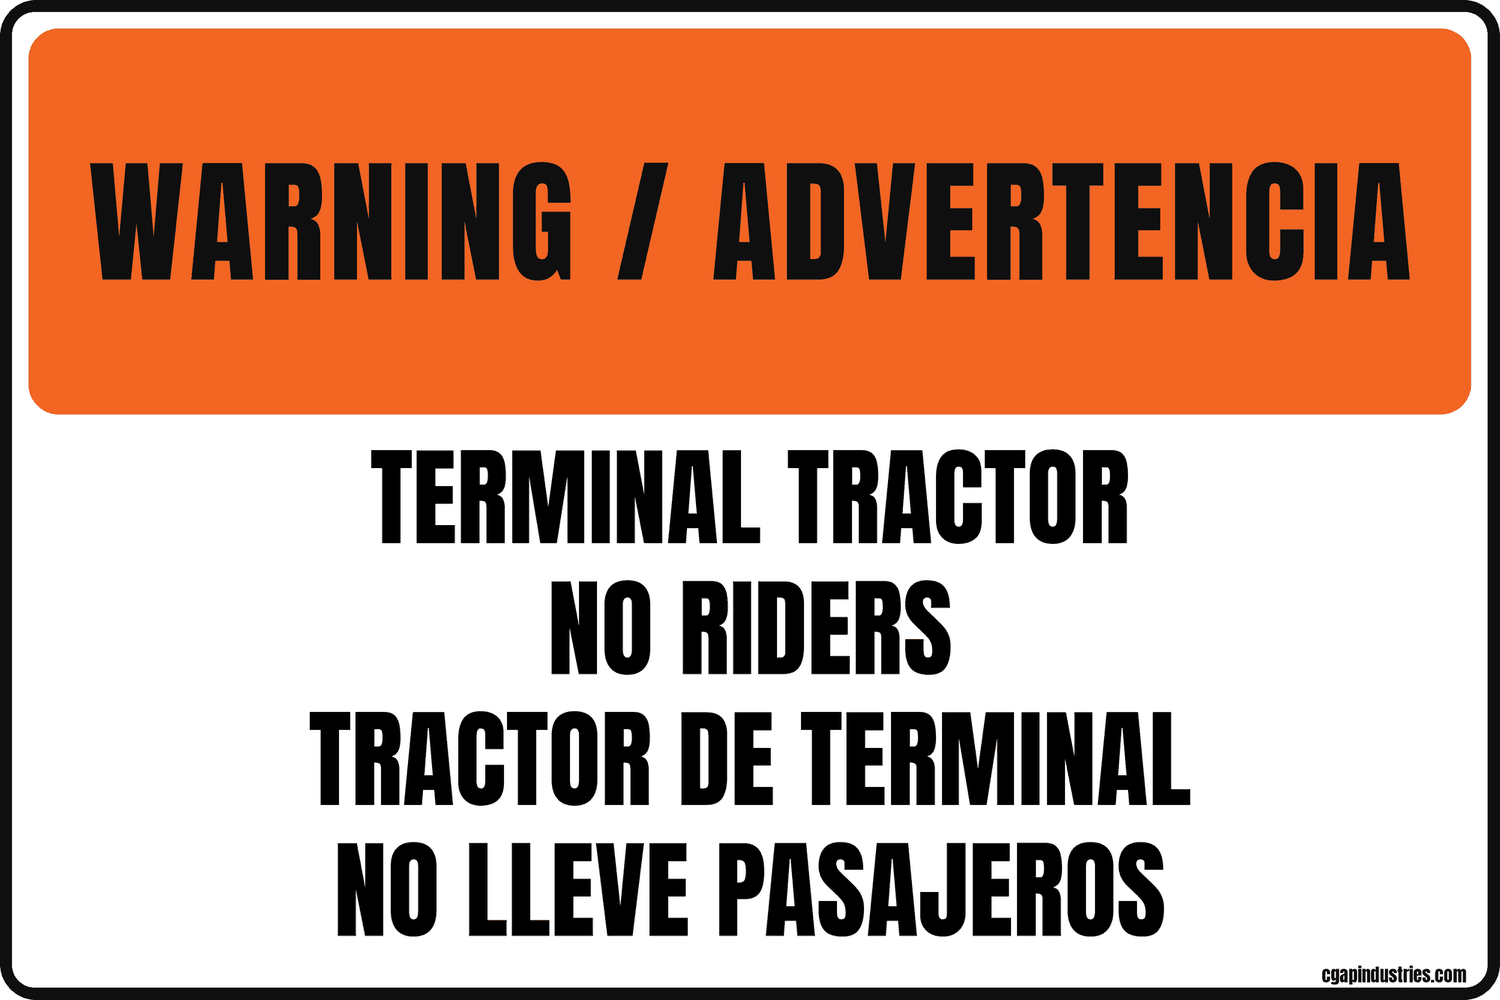 WARNING / ADVERTENCIA
TERMINAL TRACTOR
NO RIDERS
TRACTOR DE TERMINAL
NO LLEVE PASAJEROS
cgapindustries.com